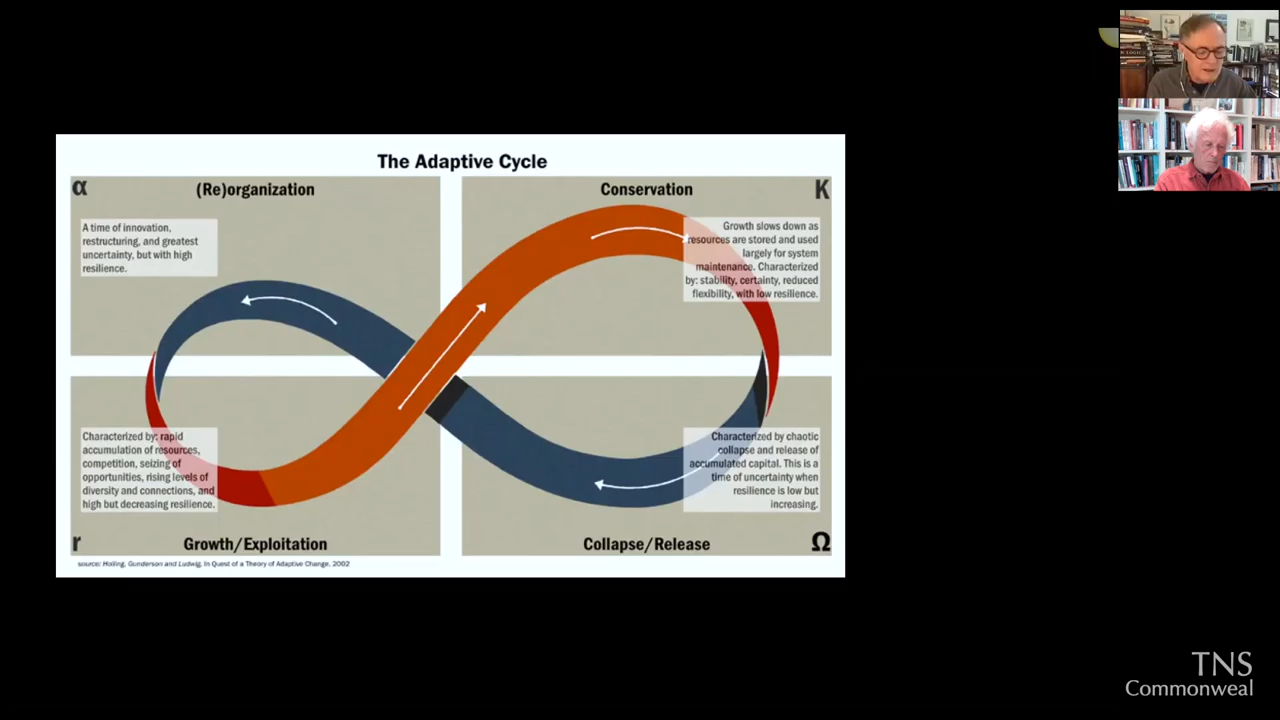 The Adaptive Cycle
α
(Re)organization
A time of innovation,
restructuring, and greatest
uncertainty, but with high
resilience.
Conservation
K
Growth slows down as
resources are stored and used
largely for system
maintenance. Characterized
by: stability, certainty, reduced
flexibility, with low resilience.
Characterized by: rapid
accumulation of resources,
competition, seizing of
opportunities, rising levels of
diversity and connections, and
high but decreasing resilience.
r
Growth/Exploitation
Characterized by chaotic
collapse and release of
accumulated capital. This is a
time of uncertainty when
resilience is low but
increasing.
Collapse/Release
Ω
source: Holling, Gunderson and Ludwig, In Quest of a Theory of Adaptive Change, 2002
TNS
Commonweal